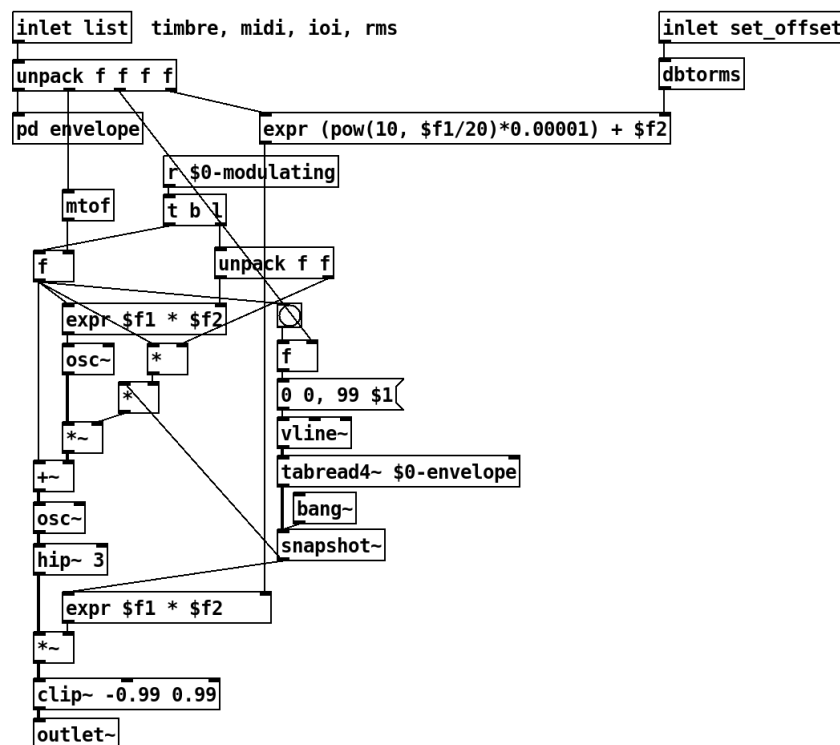 inlet list timbre, midi, ioi, rms inlet set_offset
unpack f f f f dbtorms
pd envelope expr (pow(10, $f1/20)*0.00001) + $f2
r $0-modulating
mtof t b l
f unpack f f
expr $f1 * $f2
osc~ * f
* 0 0, 99 $1
*~ vline~
+~ tabread4~ $0-envelope
osc~ bang~
hip~ 3 snapshot~
expr $f1 * $f2
*~
clip~ -0.99 0.99
outlet~